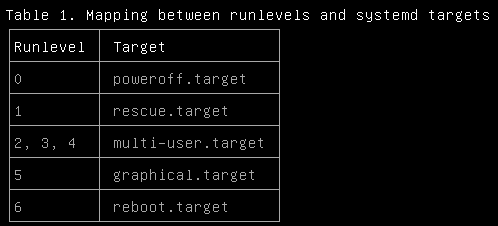 Table 1. Mapping between runlevels and systemd targets
Runlevel Target
0 poweroff.target
1 rescue.target
2, 3, 4 multi-user.target
5 graphical.target
6 reboot.target